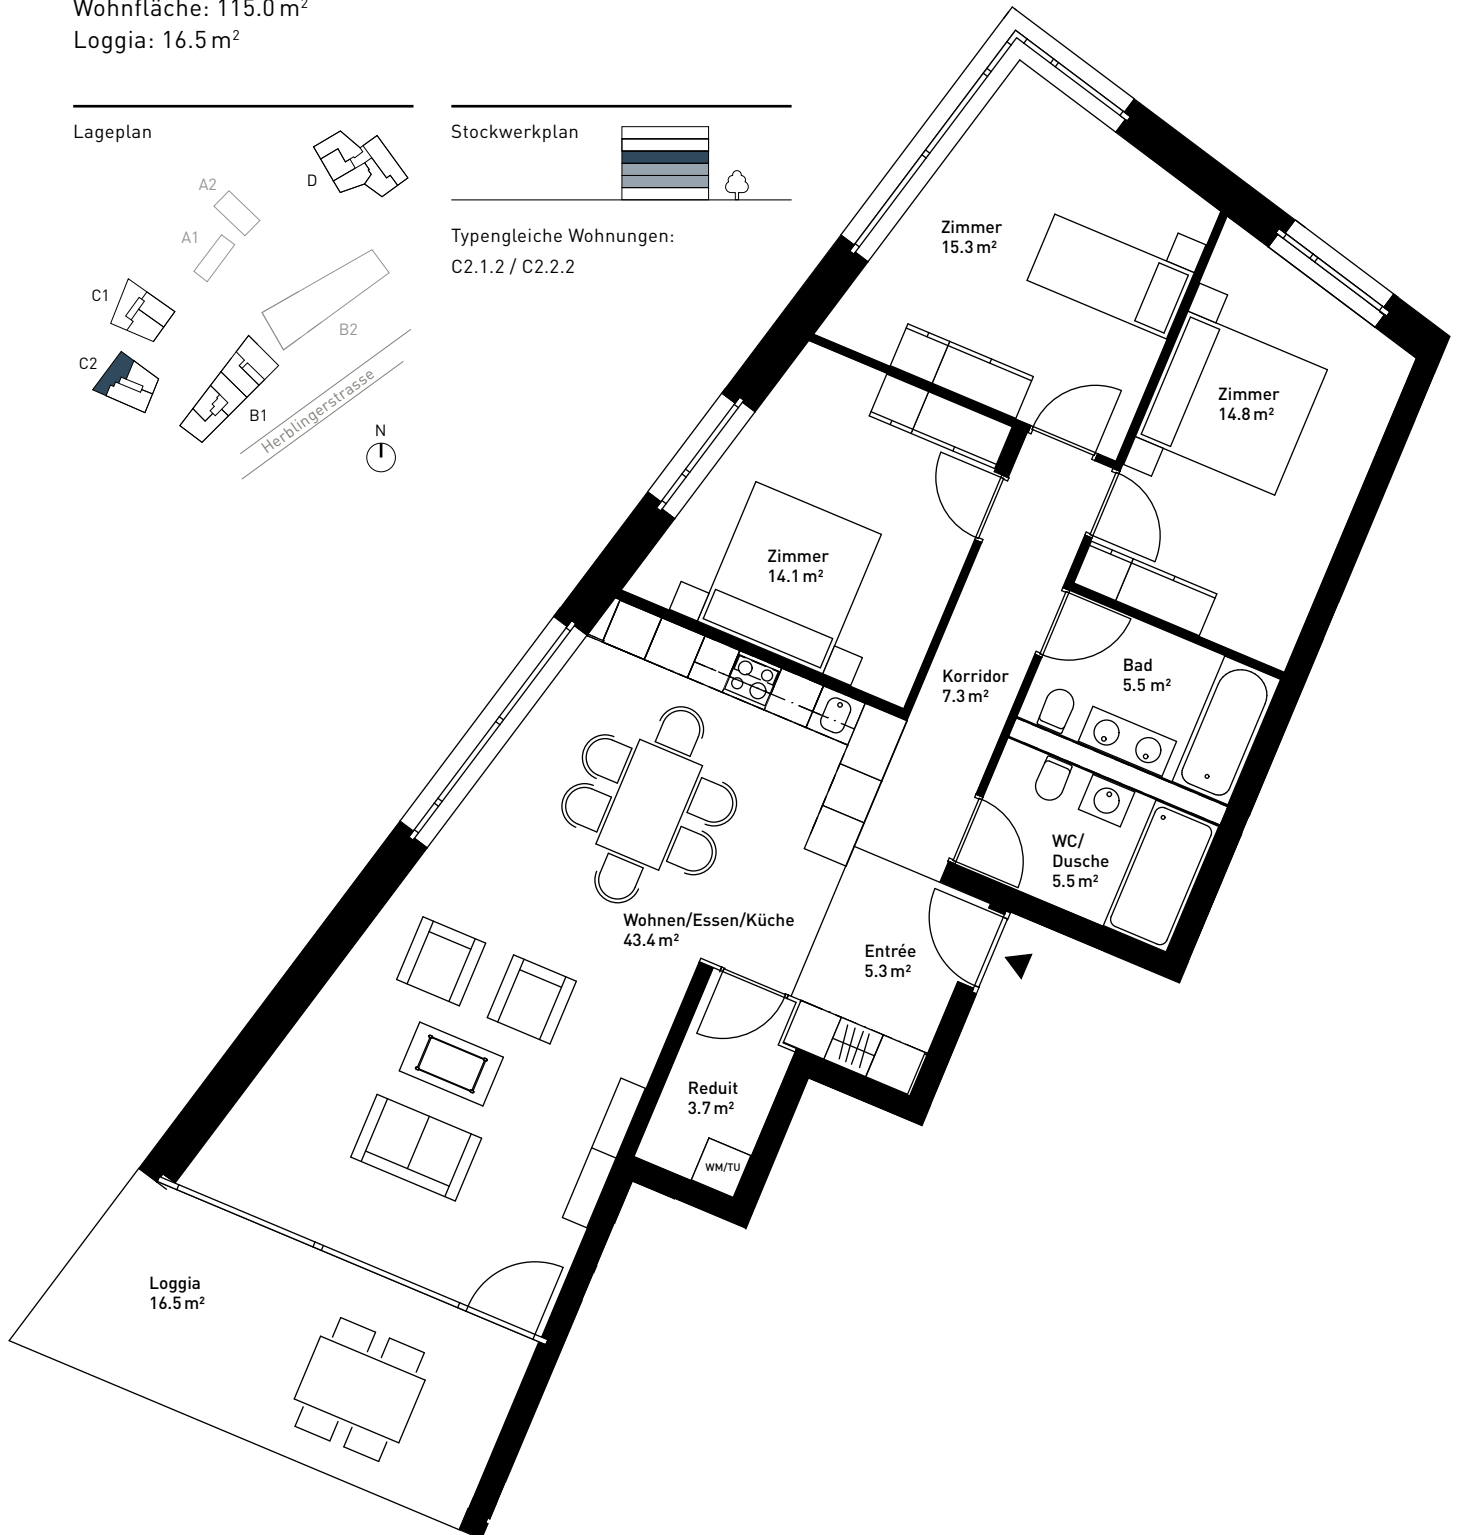 Wohnfläche: 115.0 m²
Loggia: 16.5 m²
Lageplan
A2
D
A1
C1
B2
C2
B1
Herblingerstrasse
N
Stockwerkplan
Typengleiche Wohnungen:
C2.1.2 / C2.2.2
Zimmer
15.3 m²
Zimmer
14.8 m²
Zimmer
14.1 m²
Korridor
7.3 m²
Bad
5.5 m²
WC/
Dusche
5.5 m²
Wohnen/Essen/Küche
43.4 m²
Entrée
5.3 m²
Reduit
3.7 m²
WM/TU
Loggia
16.5 m²